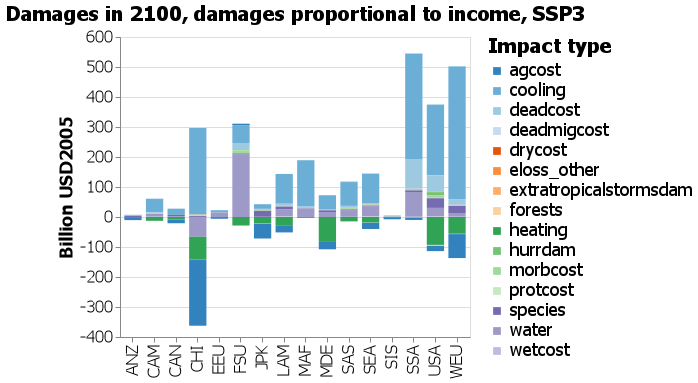 Damages in 2100, damages proportional to income, SSP3
600
500
400
300
200
100
0
-100
-200
-300
-400
Billion USD2005
ANZ
CAM
CAN
CHI
EEU
FSU
JPK
LAM
MAF
MDE
SAS
SEA
SIS
SSA
USA
WEU
Impact type
agcost
cooling
deadcost
deadmigcost
drycost
eloss_other
extratropicalstormsdam
forests
heating
hurrdam
morbcost
protcost
species
water
wetcost